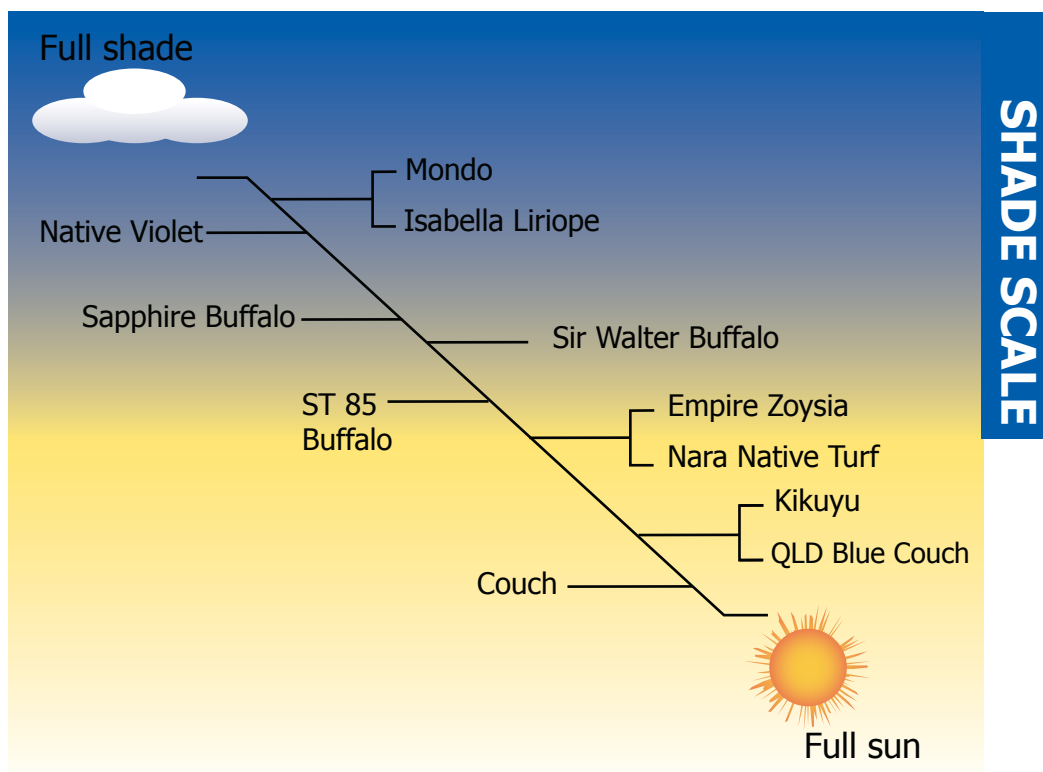 Full shade
SHADE SCALE
Mondo
Isabella Liriope
Native Violet
Sapphire Buffalo
Sir Walter Buffalo
ST 85
Buffalo
Empire Zoysia
Nara Native Turf
Kikuyu
QLD Blue Couch
Couch
Full sun